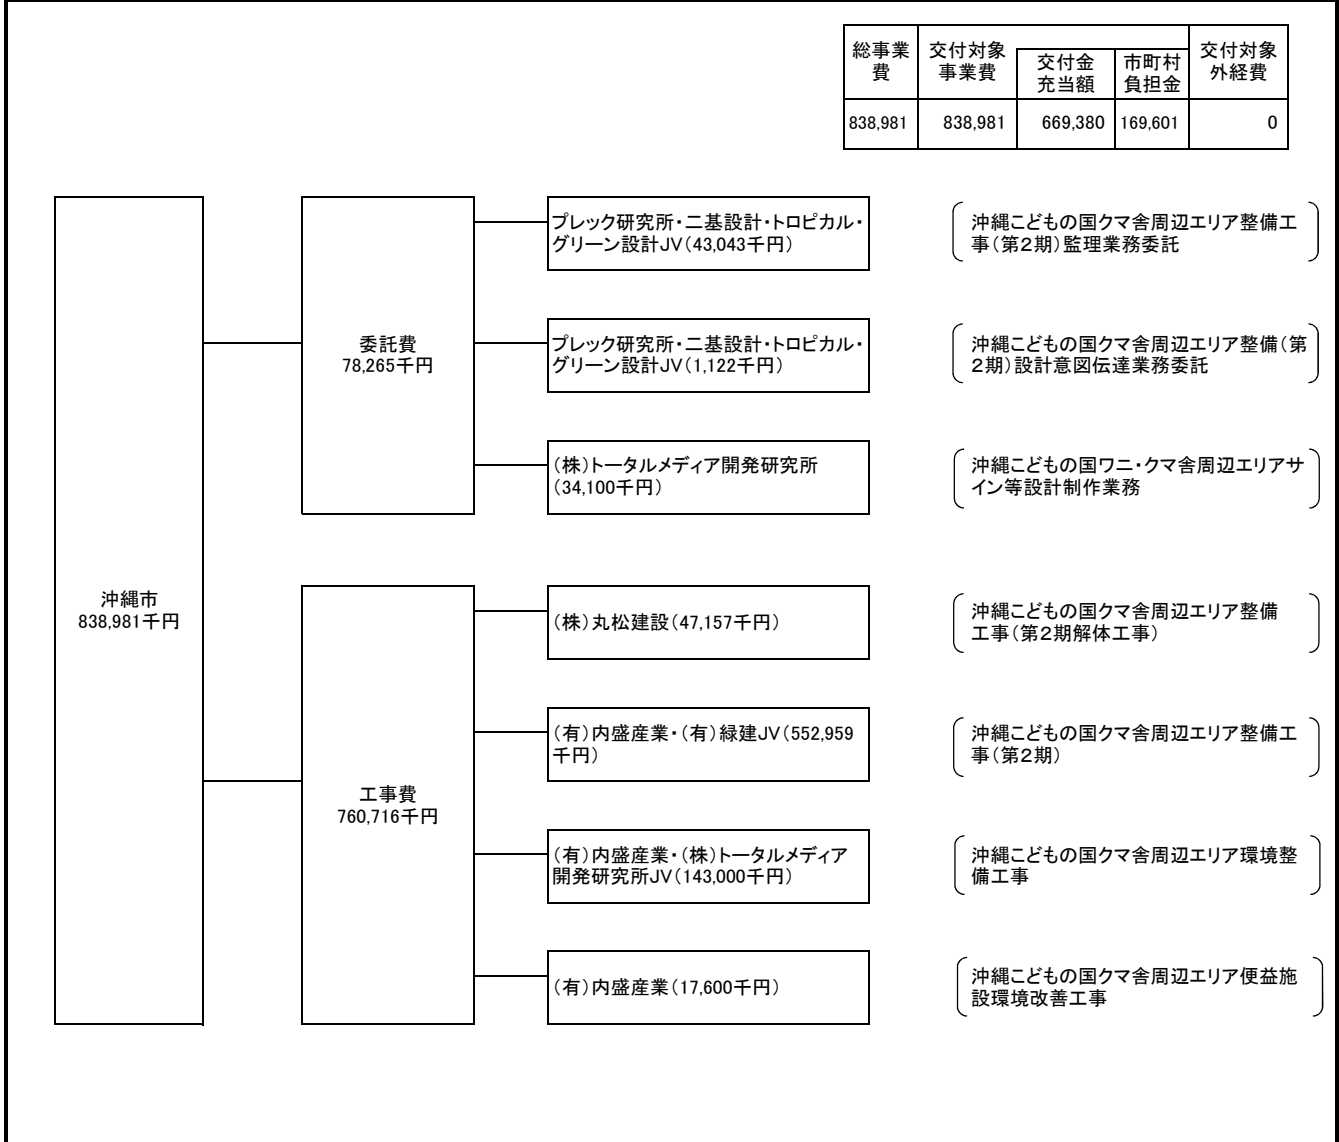 総事業
費
交付対象
事業費
交付金
充当額
市町村
負担金
交付対象
外経費
838,981
838,981
669,380
169,601
0
沖縄市
838,981千円
委託費
78,265千円
プレック研究所・二基設計・トロピカル・
グリーン設計JV(43,043千円)
沖縄こどもの国クマ舎周辺エリア整備工
事(第2期)監理業務委託
プレック研究所・二基設計・トロピカル・
グリーン設計JV(1,122千円)
沖縄こどもの国クマ舎周辺エリア整備(第
2期)設計意図伝達業務委託
(株)トータルメディア開発研究所
(34,100千円)
沖縄こどもの国ワニ・クマ舎周辺エリアサ
イン等設計制作業務
工事費
760,716千円
(株)丸松建設(47,157千円)
沖縄こどもの国クマ舎周辺エリア整備
工事(第2期解体工事)
(有)内盛産業・(有)緑建JV(552,959
千円)
沖縄こどもの国クマ舎周辺エリア整備工
事(第2期)
(有)内盛産業・(株)トータルメディア
開発研究所JV(143,000千円)
沖縄こどもの国クマ舎周辺エリア環境整
備工事
(有)内盛産業(17,600千円)
沖縄こどもの国クマ舎周辺エリア便益施
設環境改善工事